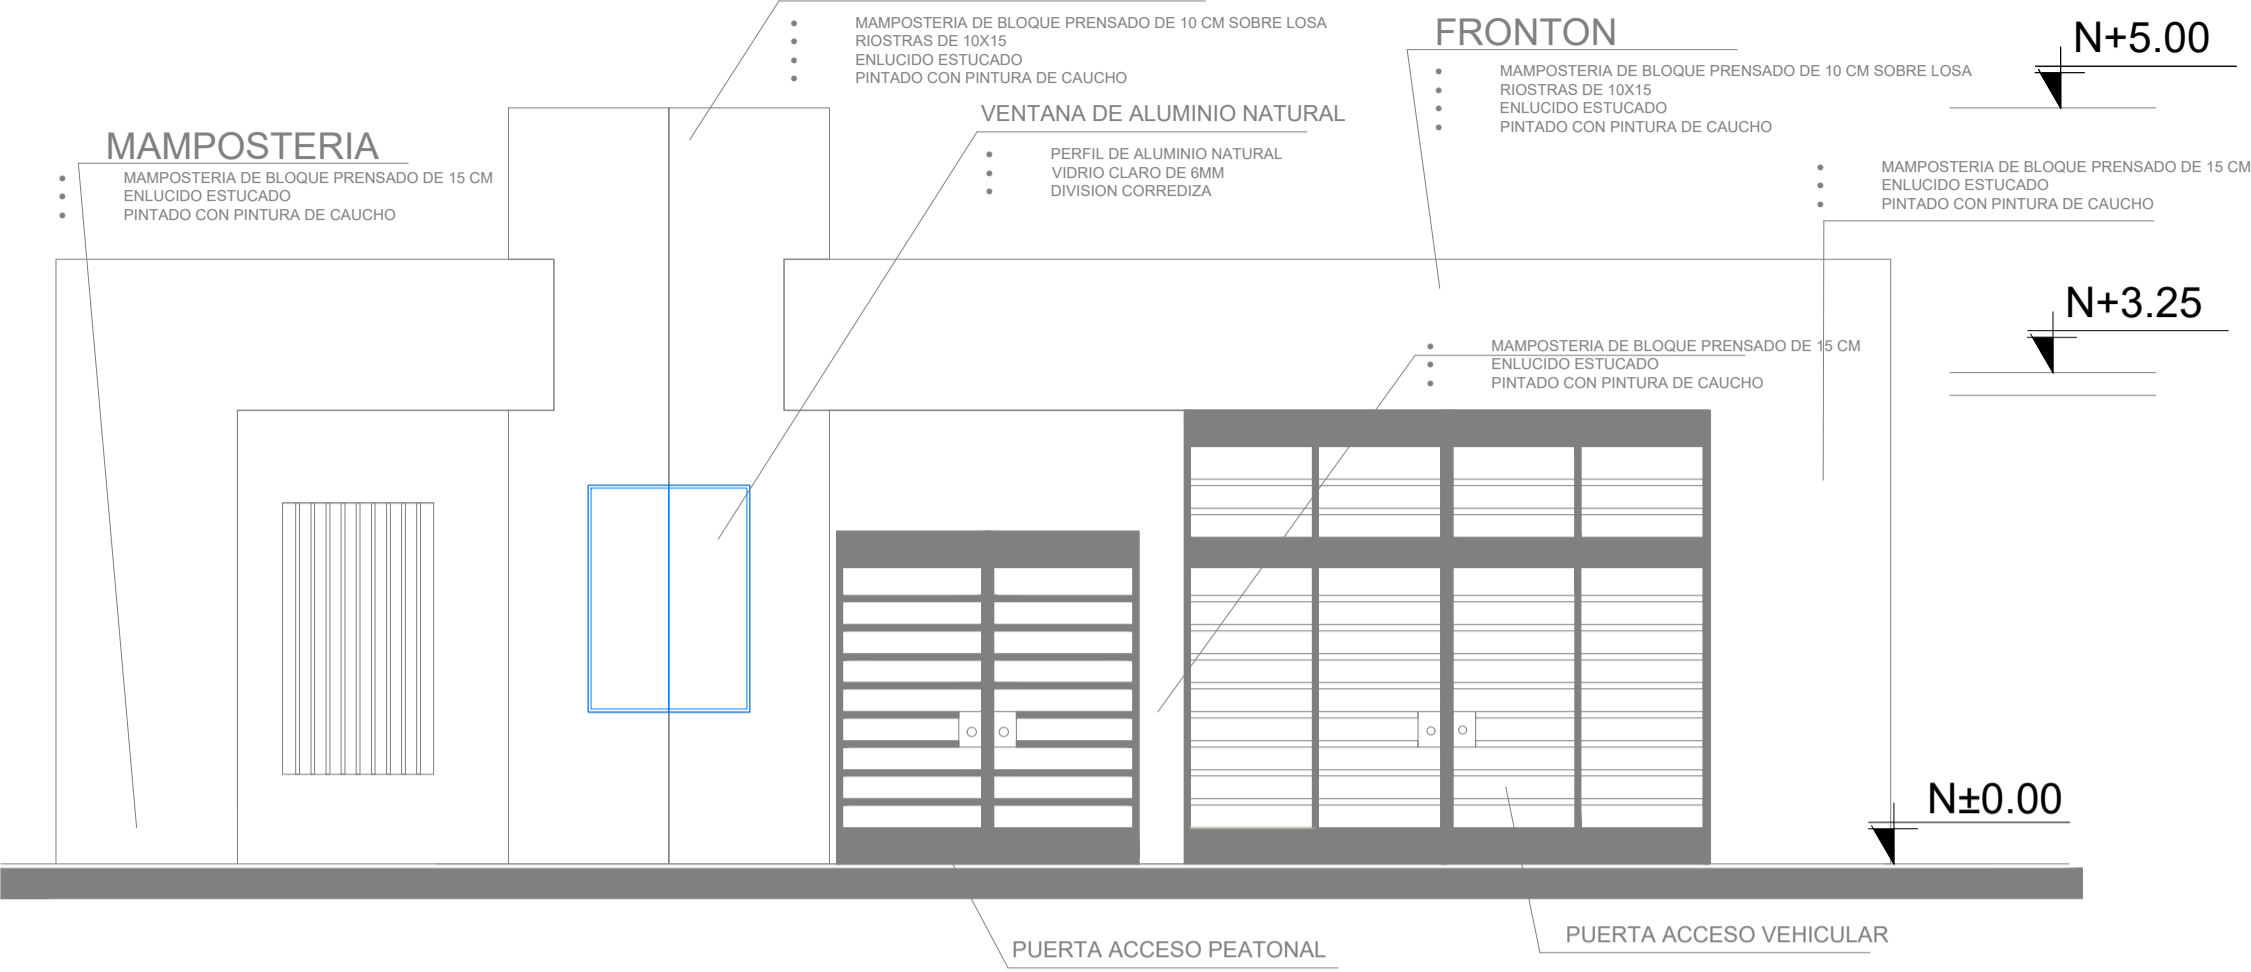 MAMPOSTERIA DE BLOQUE PRENSADO DE 10 CM SOBRE LOSA
RIOSTRAS DE 10X15
ENLUCIDO ESTUCADO
PINTADO CON PINTURA DE CAUCHO
FRONTON
MAMPOSTERIA DE BLOQUE PRENSADO DE 10 CM SOBRE LOSA
RIOSTRAS DE 10X15
ENLUCIDO ESTUCADO
PINTADO CON PINTURA DE CAUCHO
N+5.00
MAMPOSTERIA
MAMPOSTERIA DE BLOQUE PRENSADO DE 15 CM
ENLUCIDO ESTUCADO
PINTADO CON PINTURA DE CAUCHO
VENTANA DE ALUMINIO NATURAL
PERFIL DE ALUMINIO NATURAL
VIDRIO CLARO DE 6MM
DIVISION CORREDIZA
MAMPOSTERIA DE BLOQUE PRENSADO DE 15 CM
ENLUCIDO ESTUCADO
PINTADO CON PINTURA DE CAUCHO
N+3.25
MAMPOSTERIA DE BLOQUE PRENSADO DE 15 CM
ENLUCIDO ESTUCADO
PINTADO CON PINTURA DE CAUCHO
N±0.00
PUERTA ACCESO PEATONAL
PUERTA ACCESO VEHICULAR